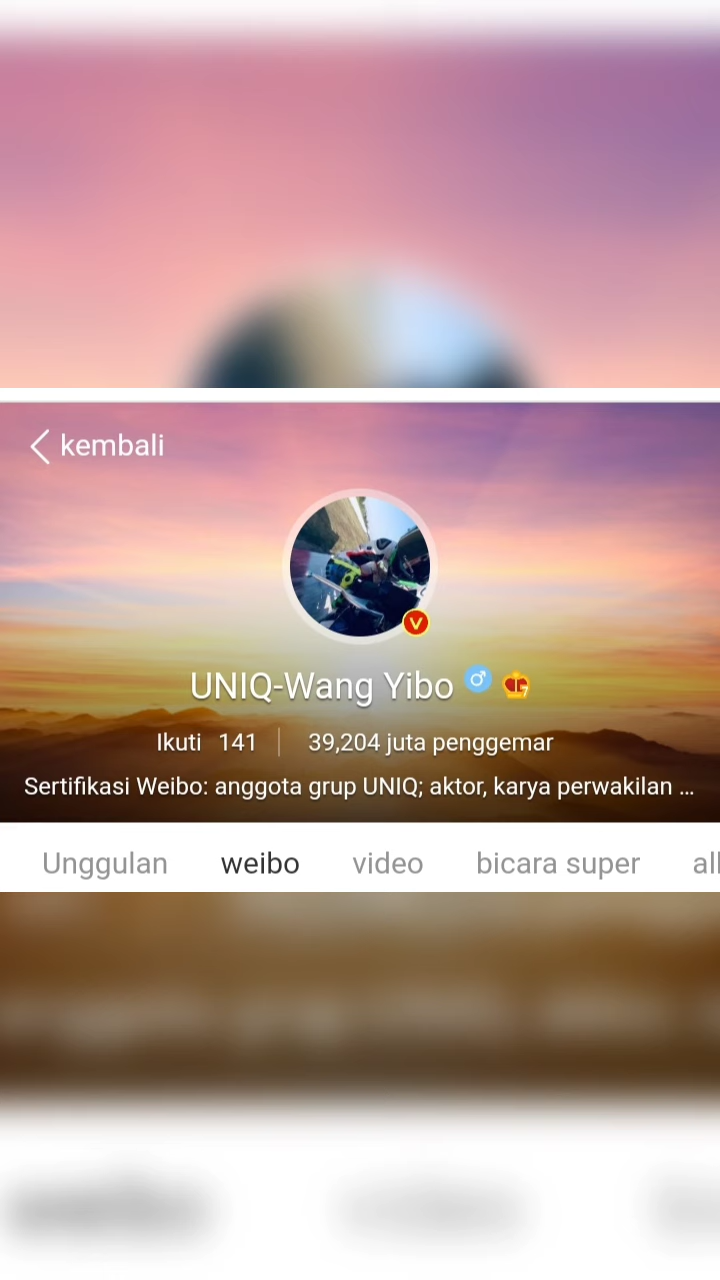 kembali
UNIQ-Wang Yibo
Ikuti 141 39,204 juta penggemar
Sertifikasi Weibo: anggota grup UNIQ; aktor, karya perwakilan ...
Unggulan weibo video bicara super all